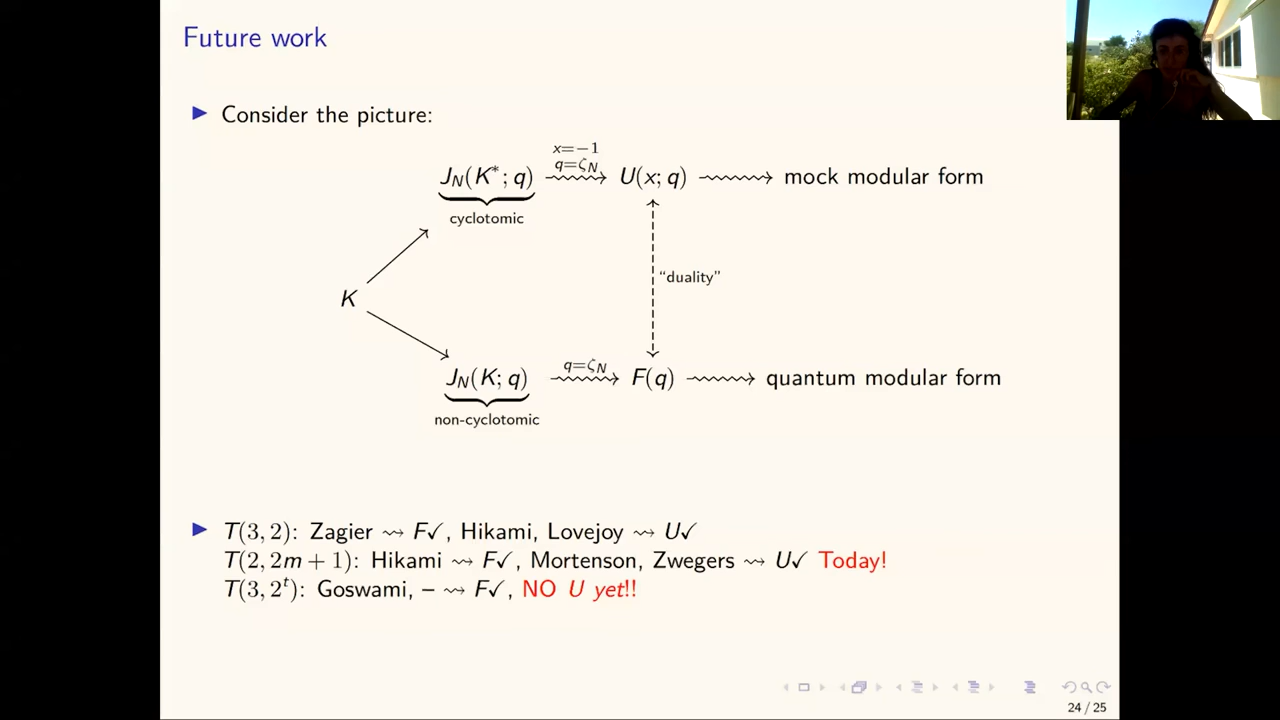 Future work
Consider the picture:
x=−1
q=ζ_N
J_N(K*; q) U(x; q) mock modular form
cyclotomic
"duality"
K
q=ζ_N
J_N(K; q) F(q) quantum modular form
non-cyclotomic
T(3, 2): Zagier ⇝ F✓, Hikami, Lovejoy ⇝ U✓
T(2, 2m + 1): Hikami ⇝ F✓, Mortenson, Zwegers ⇝ U✓ Today!
T(3, 2^t): Goswami, – ⇝ F✓, NO U yet!!
24 / 25